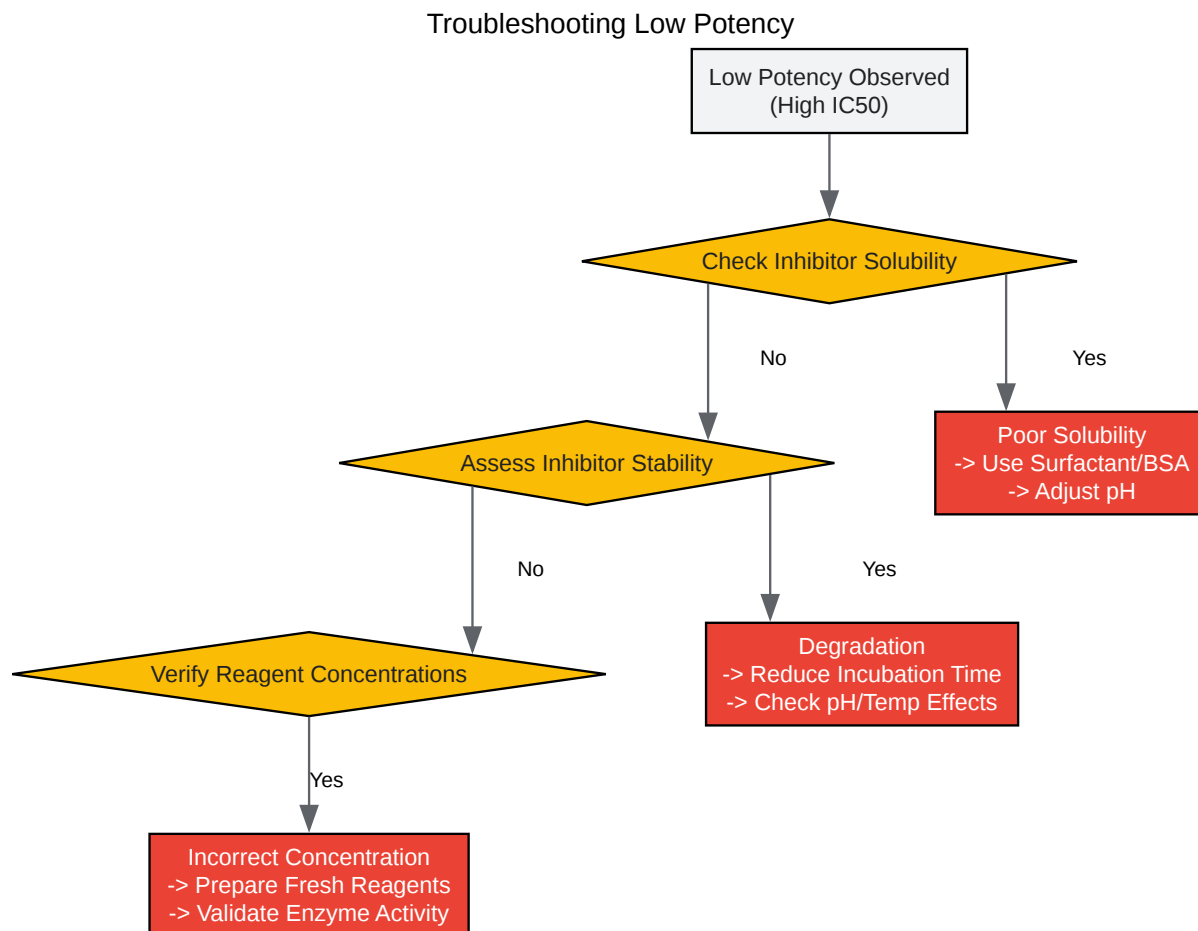 Troubleshooting Low Potency
Low Potency Observed
(High IC50)
Check Inhibitor Solubility
No
Yes
Poor Solubility
-> Use Surfactant/BSA
-> Adjust pH
Assess Inhibitor Stability
No
Yes
Degradation
-> Reduce Incubation Time
-> Check pH/Temp Effects
Verify Reagent Concentrations
Yes
Incorrect Concentration
-> Prepare Fresh Reagents
-> Validate Enzyme Activity